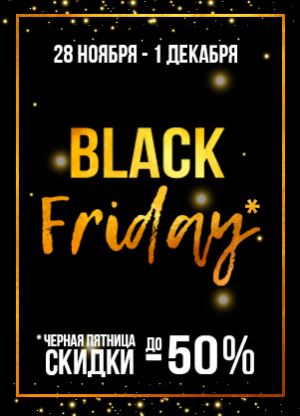 28 НОЯБРЯ - 1 ДЕКАБРЯ
BLACK
Friday*
*ЧЕРНАЯ ПЯТНИЦА
СКИДКИ ДО -50%